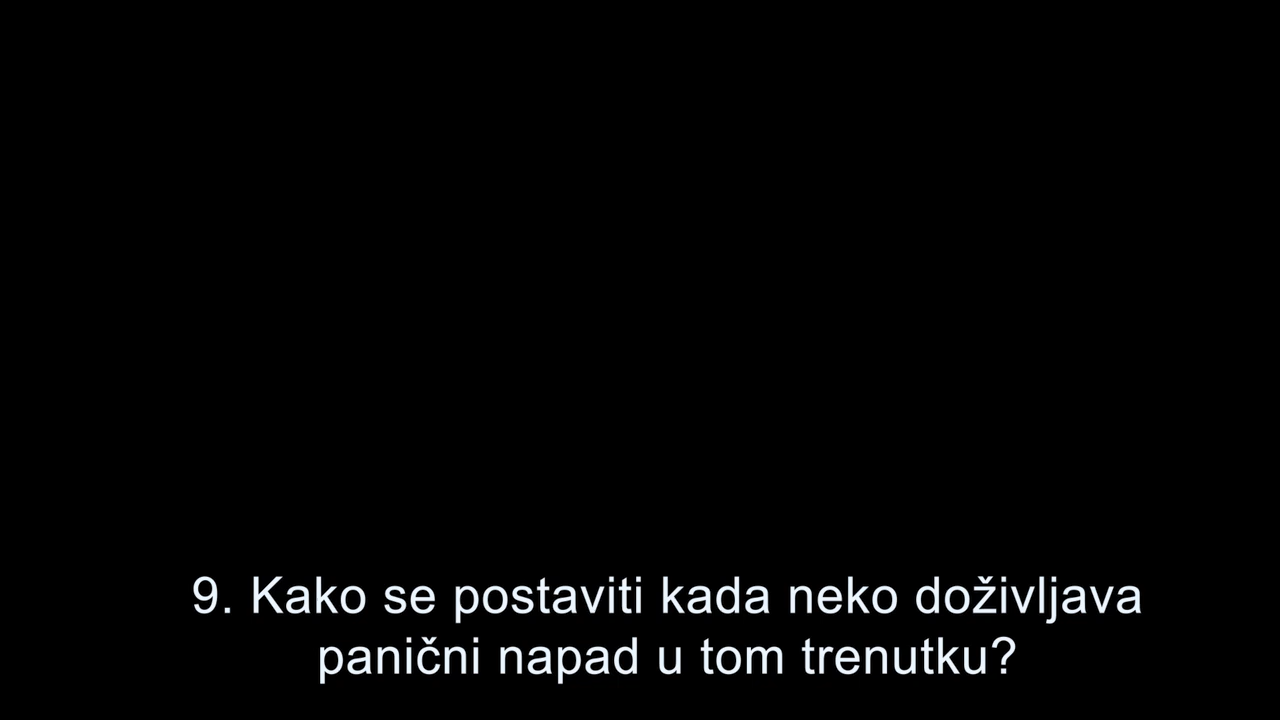 9. Kako se postaviti kada neko doživljava
panični napad u tom trenutku?